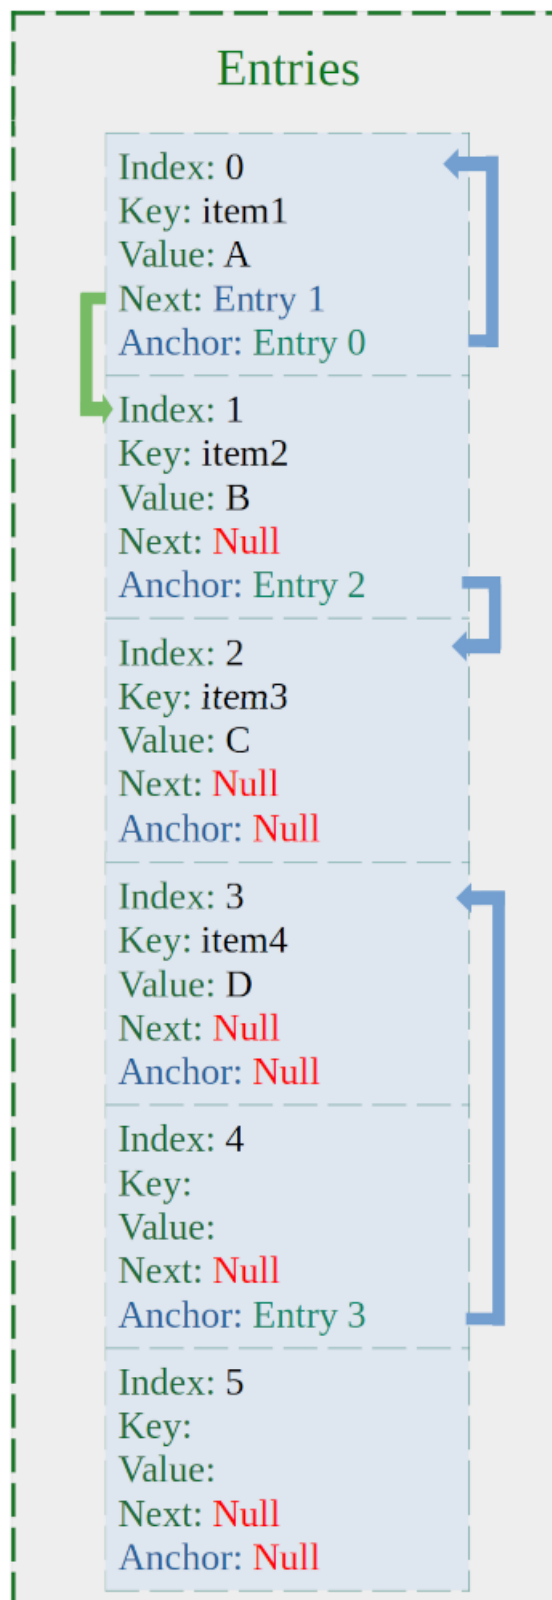 Entries
Index: 0
Key: item1
Value: A
Next: Entry 1
Anchor: Entry 0
Index: 1
Key: item2
Value: B
Next: Null
Anchor: Entry 2
Index: 2
Key: item3
Value: C
Next: Null
Anchor: Null
Index: 3
Key: item4
Value: D
Next: Null
Anchor: Null
Index: 4
Key:
Value:
Next: Null
Anchor: Entry 3
Index: 5
Key:
Value:
Next: Null
Anchor: Null